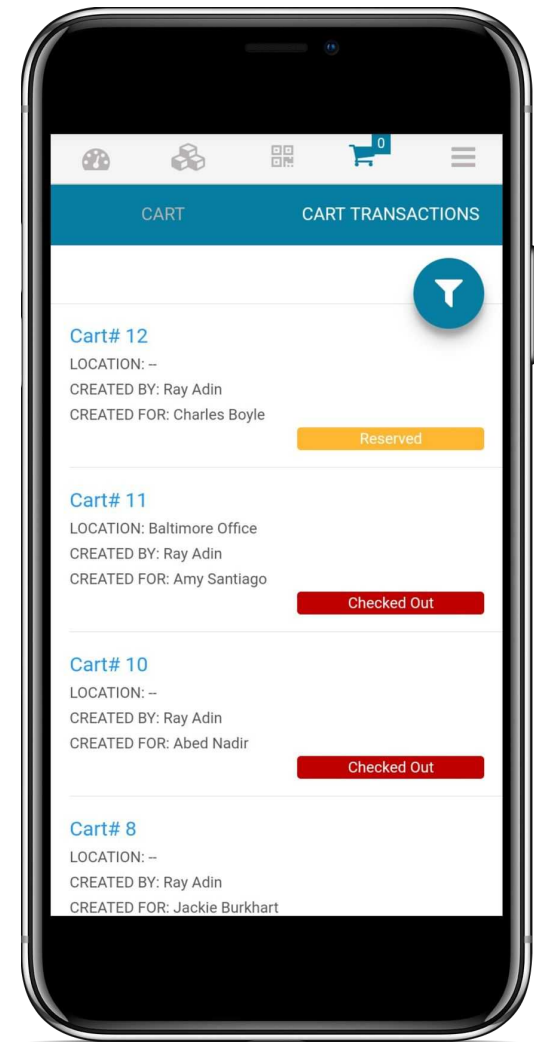 0
CART CART TRANSACTIONS
Cart# 12
LOCATION: --
CREATED BY: Ray Adin
CREATED FOR: Charles Boyle
Reserved
Cart# 11
LOCATION: Baltimore Office
CREATED BY: Ray Adin
CREATED FOR: Amy Santiago
Checked Out
Cart# 10
LOCATION: --
CREATED BY: Ray Adin
CREATED FOR: Abed Nadir
Checked Out
Cart# 8
LOCATION: --
CREATED BY: Ray Adin
CREATED FOR: Jackie Burkhart